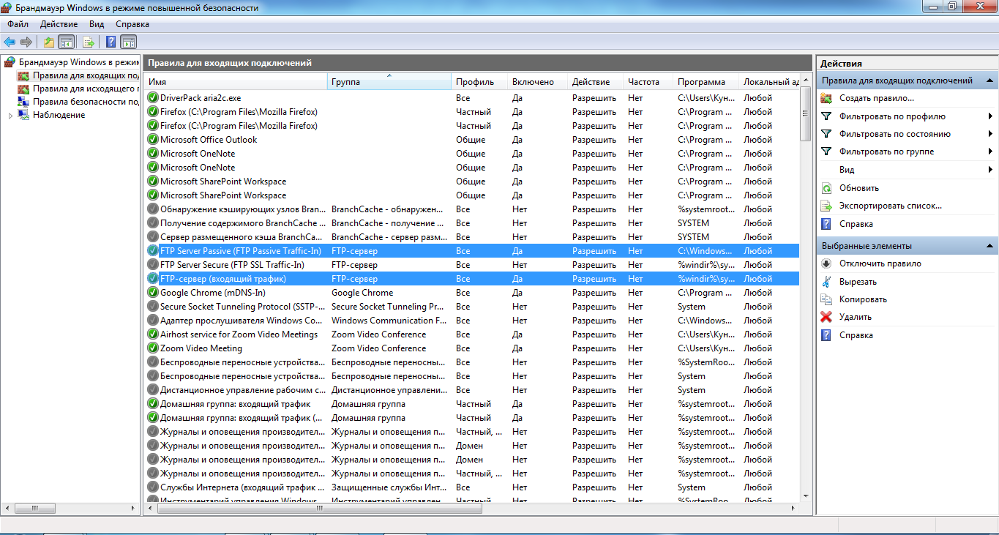 Брандмауэр Windows в режиме повышенной безопасности
Файл Действие Вид Справка
Брандмауэр Windows в режим
Правила для входящих под
Правила для исходящего п
Правила безопасности по,
Наблюдение
Правила для входящих подключений
Имя Группа Профиль Включено Действие Частота Программа Локальный ад
DriverPack aria2c.exe Все Да Разрешить Нет C:\Users\Кун... Любой
Firefox (C:\Program Files\Mozilla Firefox) Частный Да Разрешить Нет C:\Program ... Любой
Firefox (C:\Program Files\Mozilla Firefox) Частный Да Разрешить Нет C:\Program ... Любой
Microsoft Office Outlook Общие Да Разрешить Нет C:\Program ... Любой
Microsoft OneNote Общие Да Разрешить Нет C:\Program ... Любой
Microsoft OneNote Общие Да Разрешить Нет C:\Program ... Любой
Microsoft SharePoint Workspace Общие Да Разрешить Нет C:\Program ... Любой
Microsoft SharePoint Workspace Общие Да Разрешить Нет C:\Program ... Любой
Обнаружение кэширующих узлов Bran... BranchCache - обнаружен... Все Нет Разрешить Нет %systemroot... Любой
Получение содержимого BranchCache ... BranchCache - получение ... Все Нет Разрешить Нет SYSTEM Любой
Сервер размещенного кэша BranchCa... BranchCache - сервер разм... Все Нет Разрешить Нет SYSTEM Любой
FTP Server Passive (FTP Passive Traffic-In) FTP-сервер Все Да Разрешить Нет C:\Windows... Любой
FTP Server Secure (FTP SSL Traffic-In) FTP-сервер Все Нет Разрешить Нет %windir%\sy... Любой
FTP-сервер (входящий трафик) FTP-сервер Все Да Разрешить Нет %windir%\sy... Любой
Google Chrome (mDNS-In) Google Chrome Все Да Разрешить Нет C:\Program ... Любой
Secure Socket Tunneling Protocol (SSTP-... Secure Socket Tunneling Pr... Все Нет Разрешить Нет System Любой
Адаптер прослушивателя Windows Co... Windows Communication F... Все Нет Разрешить Нет C:\Windows... Любой
Airhost service for Zoom Video Meetings Zoom Video Conference Все Да Разрешить Нет C:\Users\Кун... Любой
Zoom Video Meeting Zoom Video Conference Все Да Разрешить Нет C:\Users\Кун... Любой
Беспроводные переносные устройства... Беспроводные переносны... Все Нет Разрешить Нет %SystemRoo... Любой
Беспроводные переносные устройства... Беспроводные переносны... Все Нет Разрешить Нет System Любой
Дистанционное управление рабочим с... Дистанционное управлени... Все Нет Разрешить Нет System Любой
Домашняя группа: входящий трафик Домашняя группа Частный Да Разрешить Нет %systemroot... Любой
Домашняя группа: входящий трафик (... Домашняя группа Частный Да Разрешить Нет %systemroot... Любой
Журналы и оповещения производител... Журналы и оповещения п... Частный, ... Нет Разрешить Нет %systemroot... Любой
Журналы и оповещения производител... Журналы и оповещения п... Домен Нет Разрешить Нет %systemroot... Любой
Журналы и оповещения производител... Журналы и оповещения п... Домен Нет Разрешить Нет %systemroot... Любой
Журналы и оповещения производител... Журналы и оповещения п... Частный, ... Нет Разрешить Нет %systemroot... Любой
Службы Интернета (входящий трафик ... Защищенные службы Инт... Все Нет Разрешить Нет System Любой
Инструментарий управления Windows Инструментарий управлен Частный Нет Разрешить Нет %SystemRoo Любой
Действия
Правила для входящих подключений
Создать правило...
Фильтровать по профилю
Фильтровать по состоянию
Фильтровать по группе
Вид
Обновить
Экспортировать список...
Справка
Выбранные элементы
Отключить правило
Вырезать
Копировать
Удалить
Справка